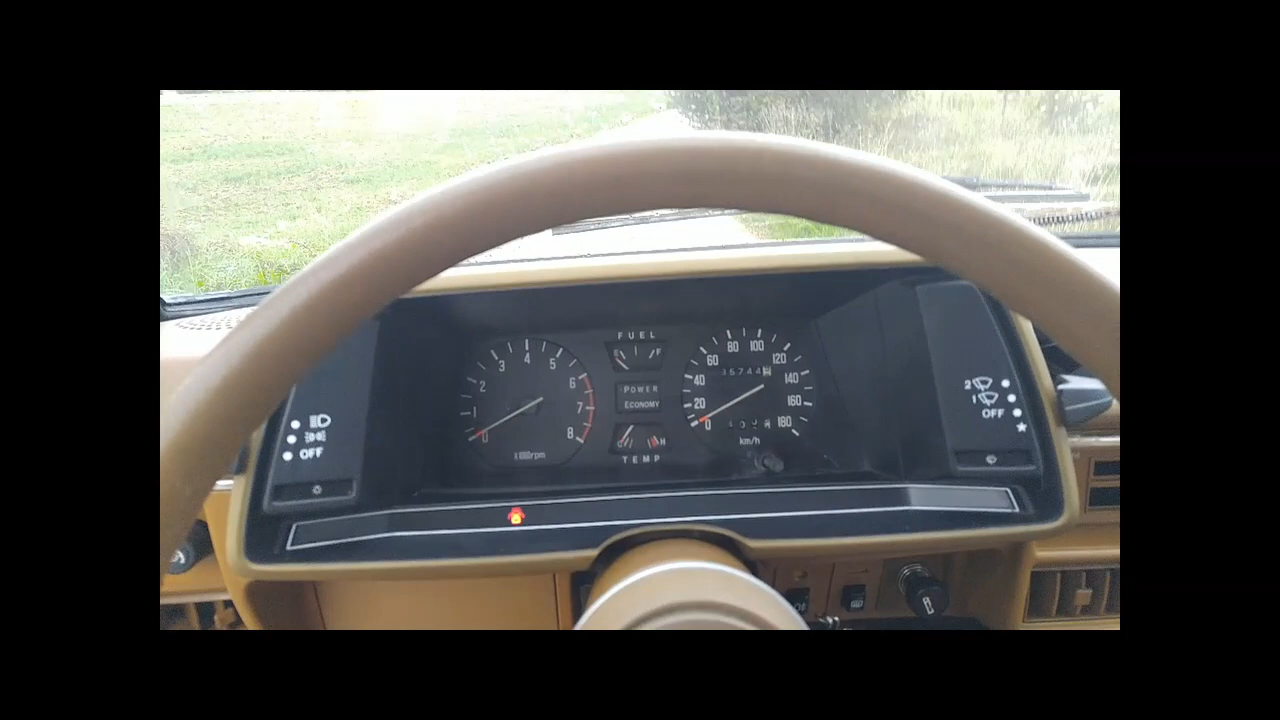 FUEL
E F
POWER
ECONOMY
C H
TEMP
0 1 2 3 4 5 6 7 8
X1000rpm
0 20 40 60 80 100 120 140 160 180
35744
km/h
OFF
2
1
OFF